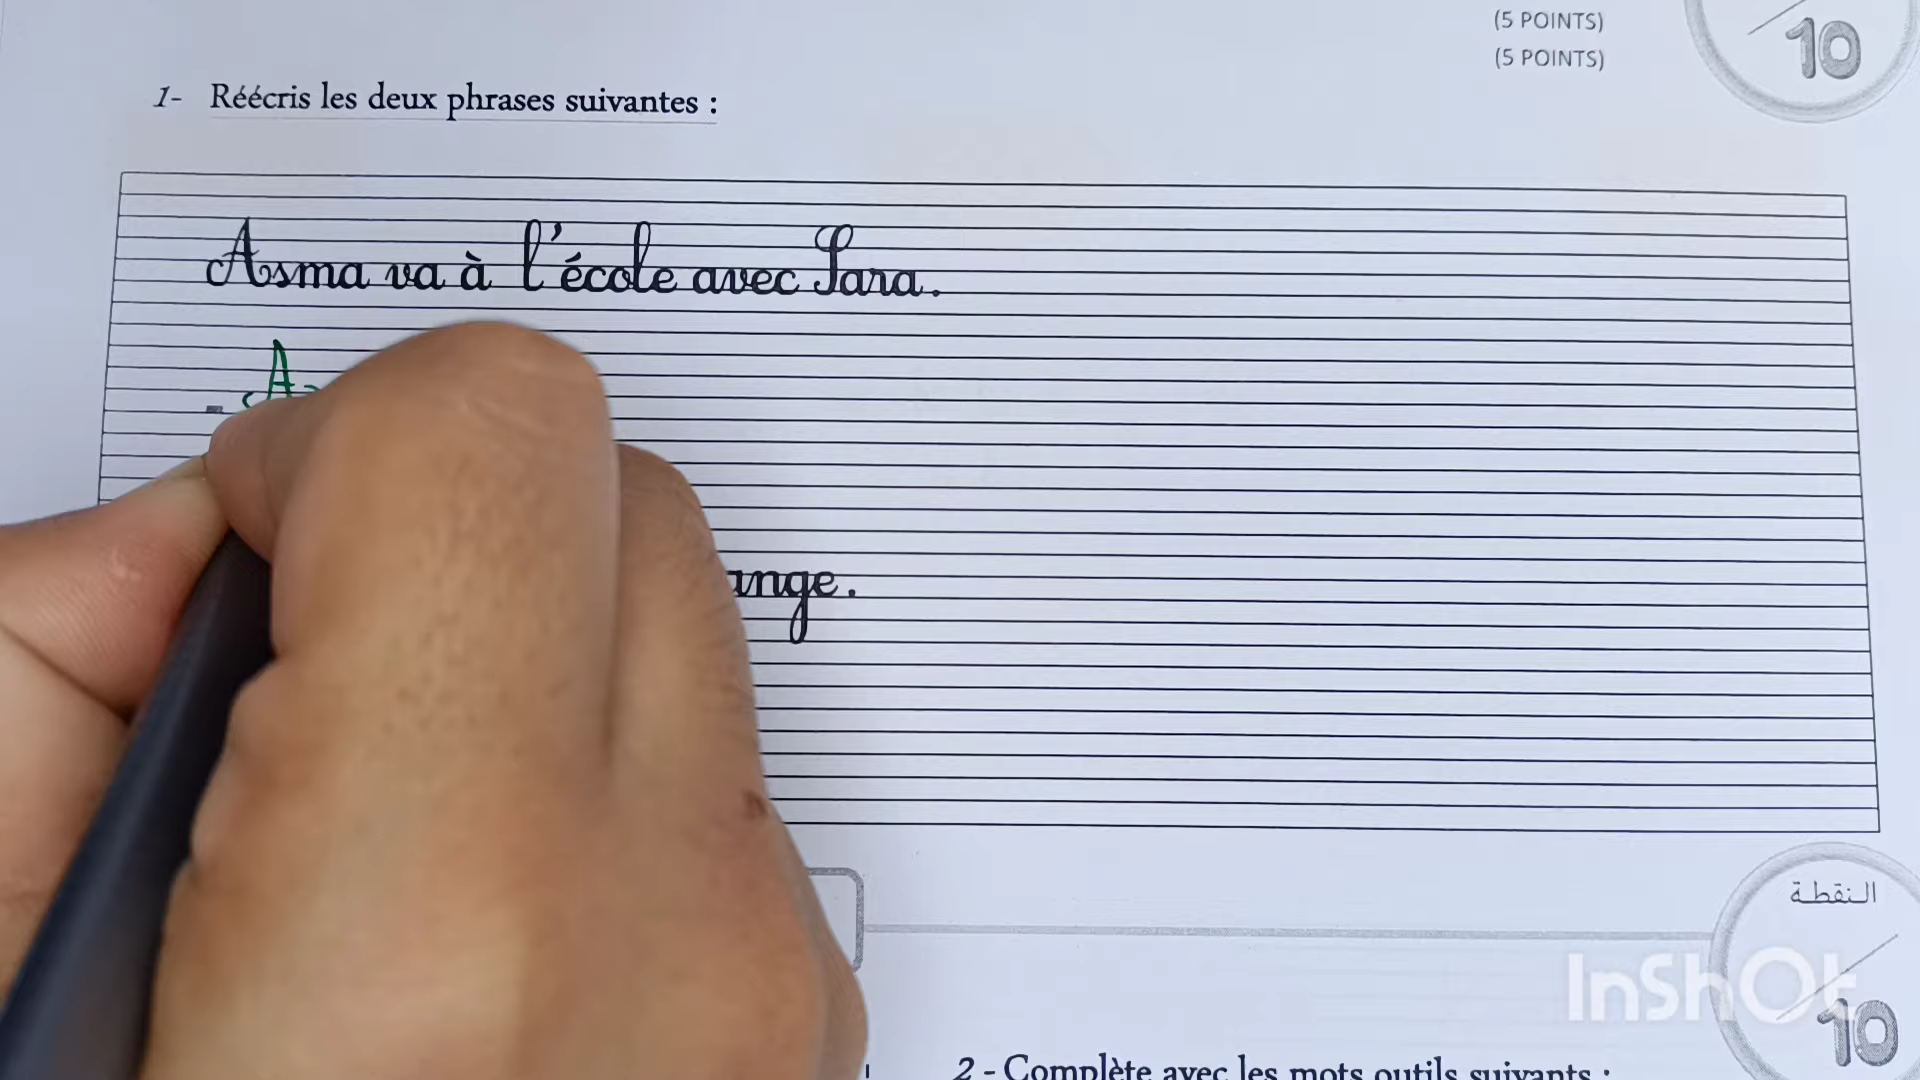 (5 POINTS)
(5 POINTS)
10
1- Réécris les deux phrases suivantes :
Asma va à l'école avec Sara.
- A
النقطة
10
InShOt
2 - Complète avec les mots outils suivants :